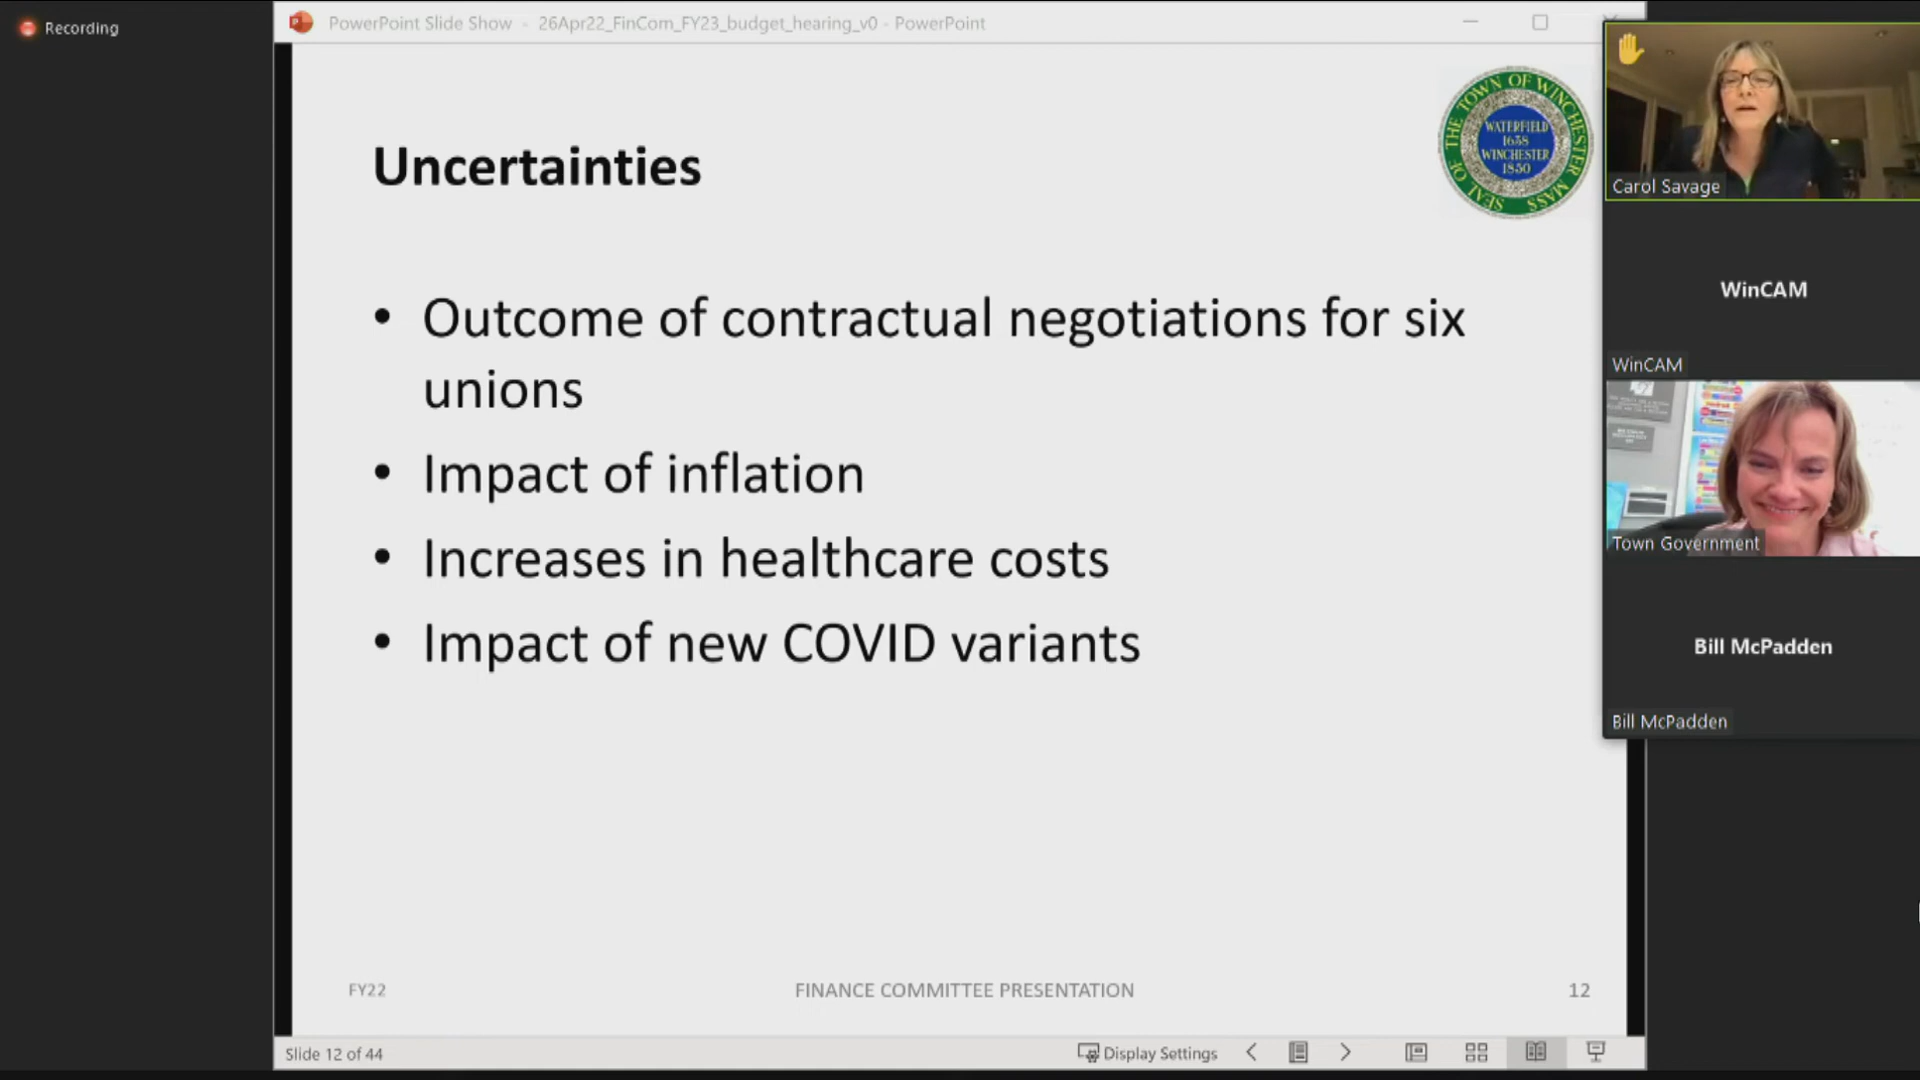 Recording
PowerPoint Slide Show - 26Apr22_FinCom_FY23_budget_hearing_v0 - PowerPoint
THE TOWN OF WINCHESTER MASS
SEAL OF
WATERFIELD
1638
WINCHESTER
1850
Uncertainties
• Outcome of contractual negotiations for six
unions
• Impact of inflation
• Increases in healthcare costs
• Impact of new COVID variants
FY22
FINANCE COMMITTEE PRESENTATION
12
Slide 12 of 44
Display Settings
Carol Savage
WinCAM
WinCAM
Town Government
Bill McPadden
Bill McPadden